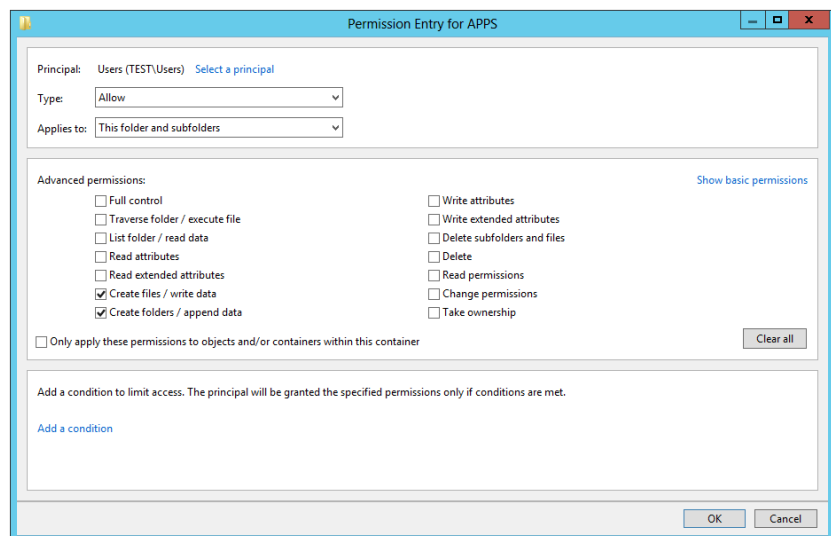 Permission Entry for APPS
Principal: Users (TEST\Users) Select a principal
Type: Allow
Applies to: This folder and subfolders
Advanced permissions: Show basic permissions
Full control Write attributes
Traverse folder / execute file Write extended attributes
List folder / read data Delete subfolders and files
Read attributes Delete
Read extended attributes Read permissions
Create files / write data Change permissions
Create folders / append data Take ownership
Only apply these permissions to objects and/or containers within this container Clear all
Add a condition to limit access. The principal will be granted the specified permissions only if conditions are met.
Add a condition
OK Cancel